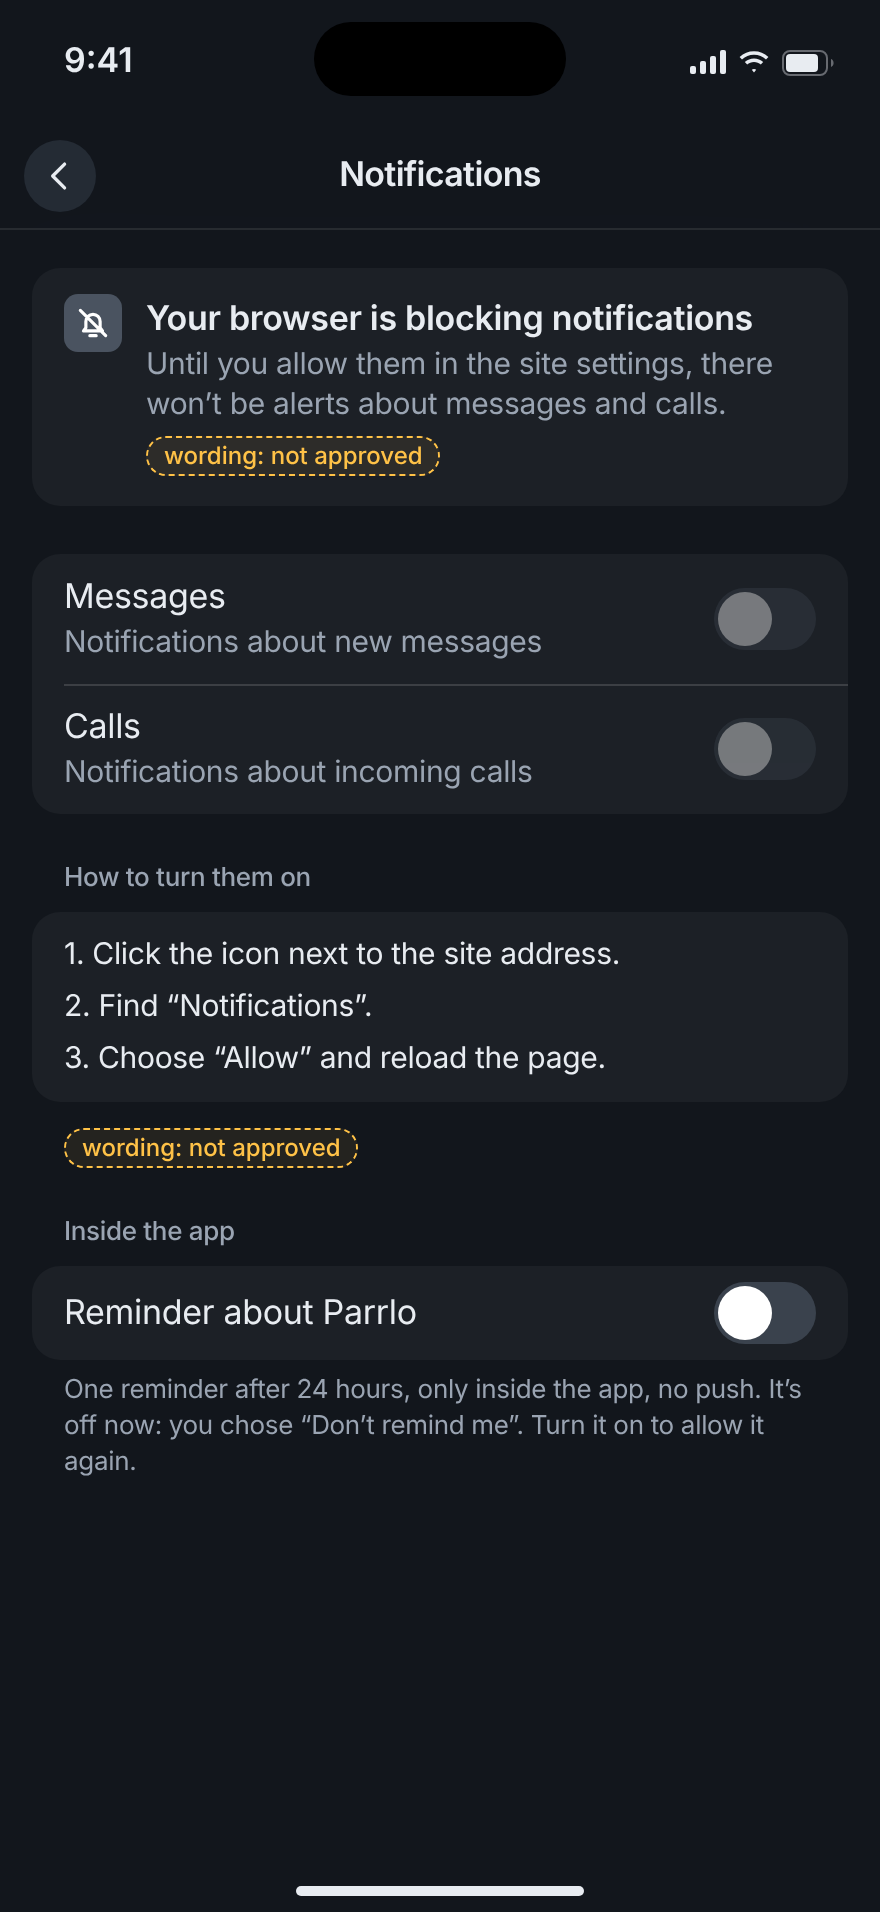 9:41
Notifications
Your browser is blocking notifications
Until you allow them in the site settings, there
won’t be alerts about messages and calls.
wording: not approved
Messages
Notifications about new messages
Calls
Notifications about incoming calls
How to turn them on
1. Click the icon next to the site address.
2. Find “Notifications”.
3. Choose “Allow” and reload the page.
wording: not approved
Inside the app
Reminder about Parrlo
One reminder after 24 hours, only inside the app, no push. It’s
off now: you chose “Don’t remind me”. Turn it on to allow it
again.